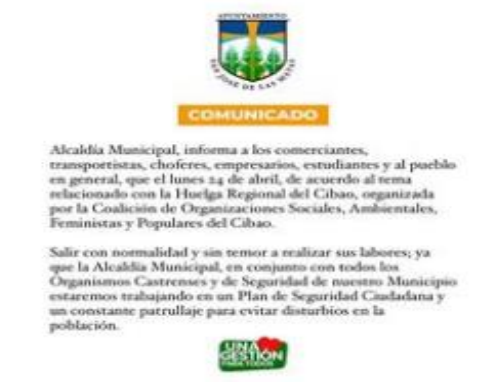 AYUNTAMIENTO
SAN JOSE DE LAS MATAS
COMUNICADO
Alcaldía Municipal, informa a los comerciantes,
transportistas, choferes, empresarios, estudiantes y al pueblo
en general, que el lunes 24 de abril, de acuerdo al tema
relacionado con la Huelga Regional del Cibao, organizada
por la Coalición de Organizaciones Sociales, Ambientales,
Feministas y Populares del Cibao.
Salir con normalidad y sin temor a realizar sus labores; ya
que la Alcaldía Municipal, en conjunto con todos los
Organismos Castrenses y de Seguridad de nuestro Municipio
estaremos trabajando en un Plan de Seguridad Ciudadana y
un constante patrullaje para evitar disturbios en la
población.
UNA
GESTIÓN
PARA TODOS